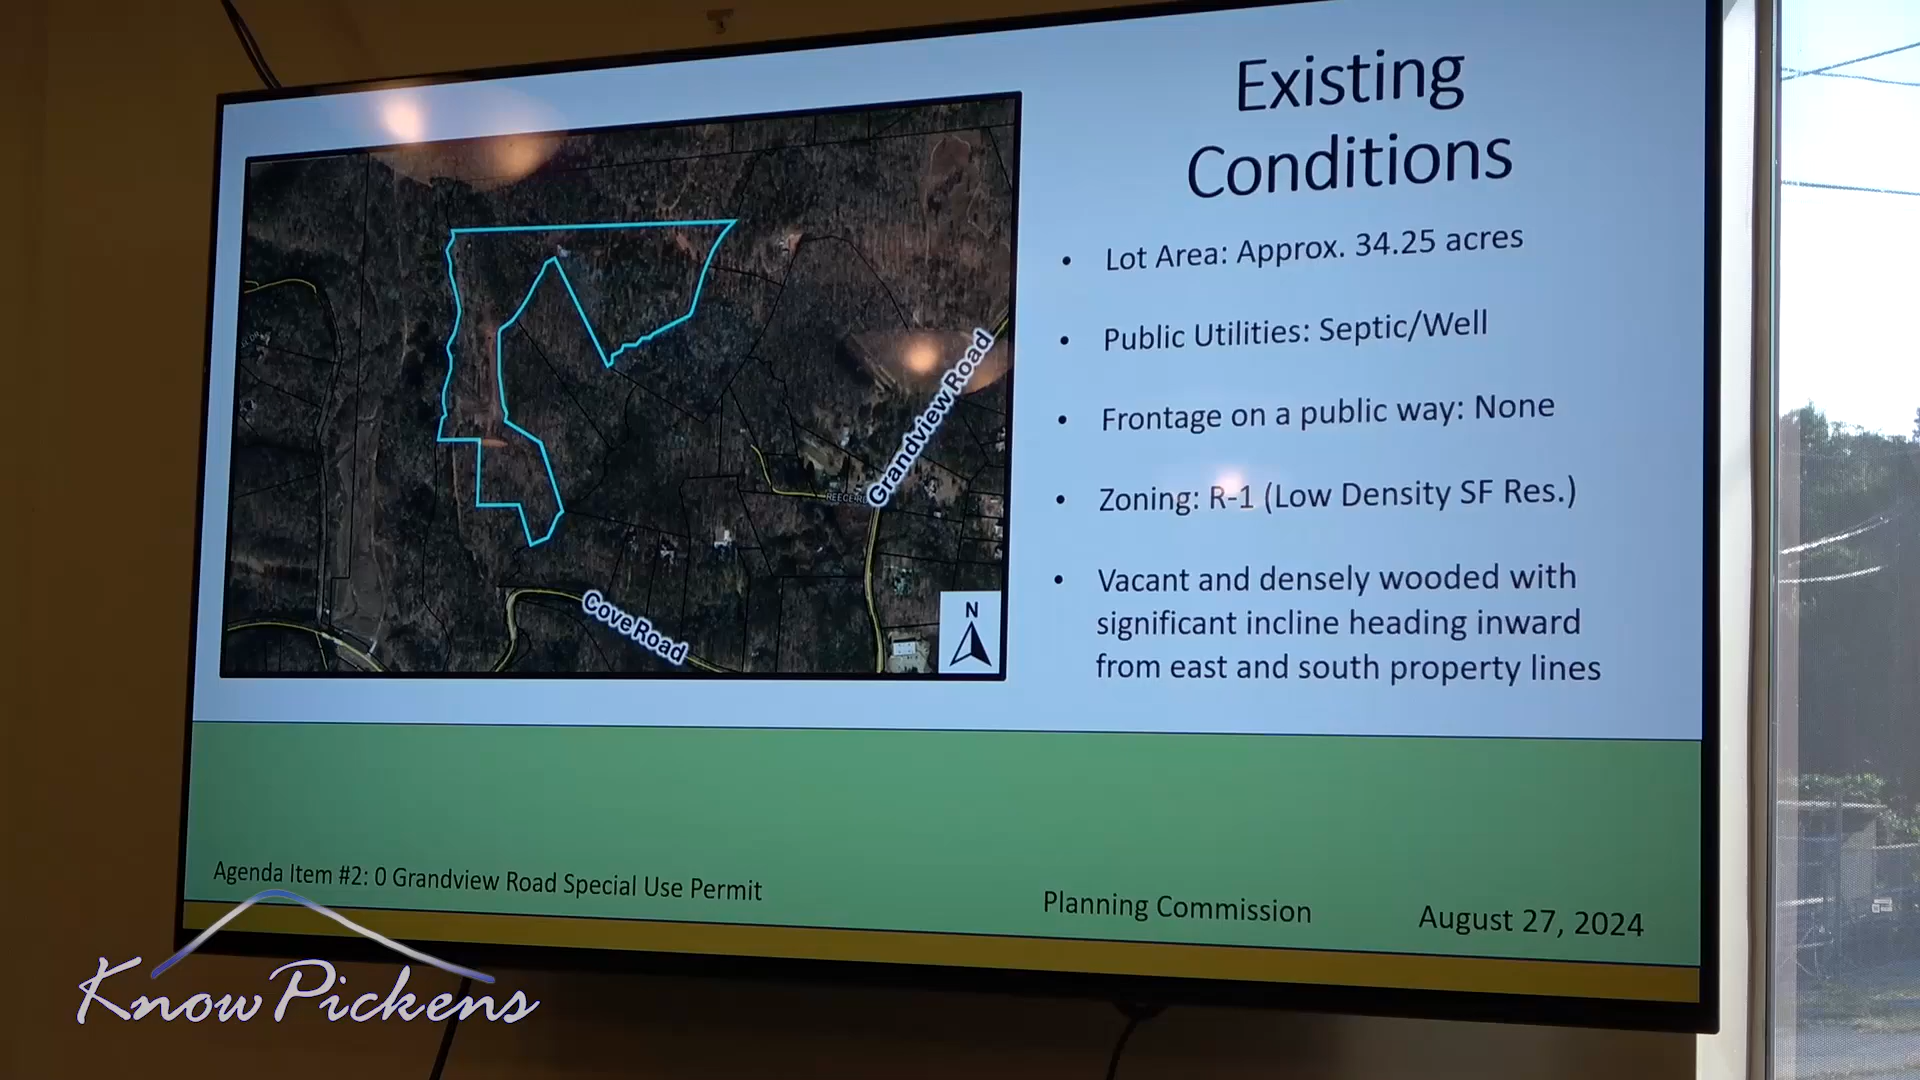 Existing
Conditions
• Lot Area: Approx. 34.25 acres
• Public Utilities: Septic/Well
• Frontage on a public way: None
• Zoning: R-1 (Low Density SF Res.)
• Vacant and densely wooded with
significant incline heading inward
from east and south property lines
Grandview Road
Cove Road
N
Agenda Item #2: 0 Grandview Road Special Use Permit
Planning Commission
August 27, 2024
KnowPickens